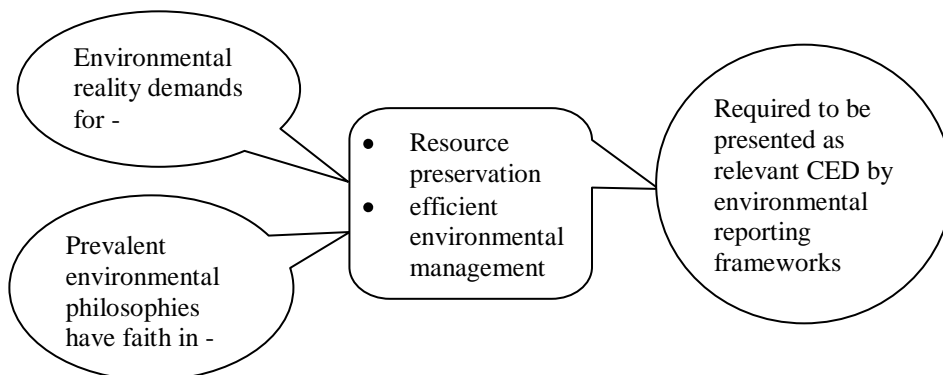 Environmental
reality demands
for -
Prevalent
environmental
philosophies
have faith in -
• Resource
preservation
• efficient
environmental
management
Required to be
presented as
relevant CED by
environmental
reporting
frameworks